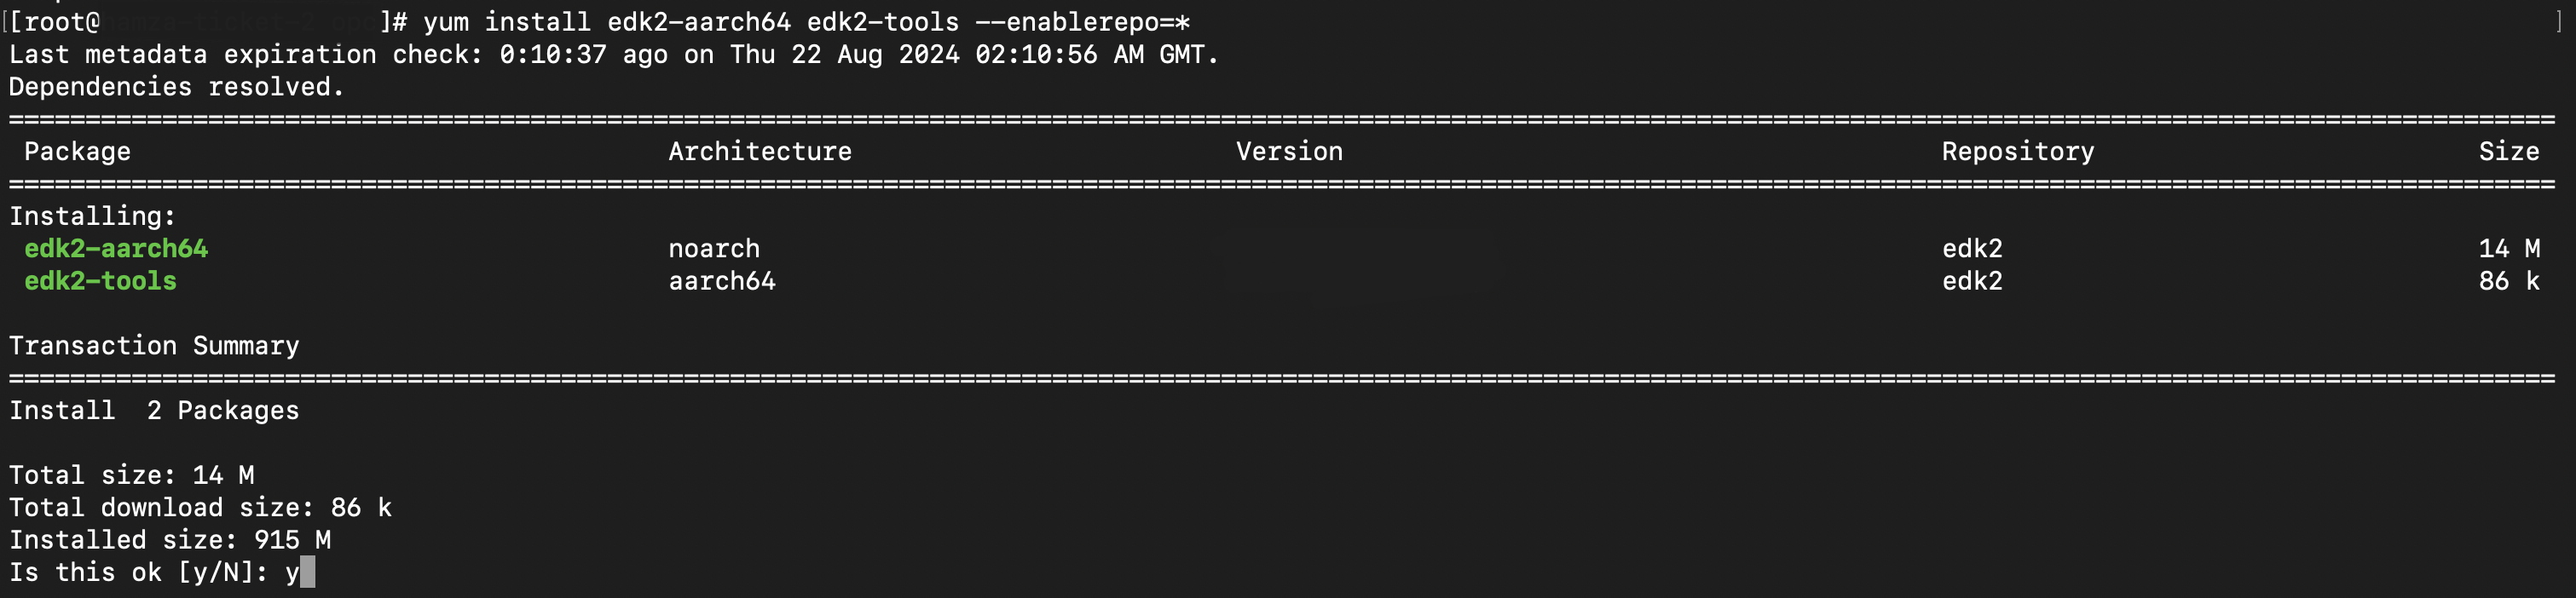 [[root@ ]# yum install edk2-aarch64 edk2-tools --enablerepo=* ]
Last metadata expiration check: 0:10:37 ago on Thu 22 Aug 2024 02:10:56 AM GMT.
Dependencies resolved.
================================================================================
Package Architecture Version Repository Size
================================================================================
Installing:
edk2-aarch64 noarch edk2 14 M
edk2-tools aarch64 edk2 86 k
Transaction Summary
================================================================================
Install 2 Packages
Total size: 14 M
Total download size: 86 k
Installed size: 915 M
Is this ok [y/N]: y